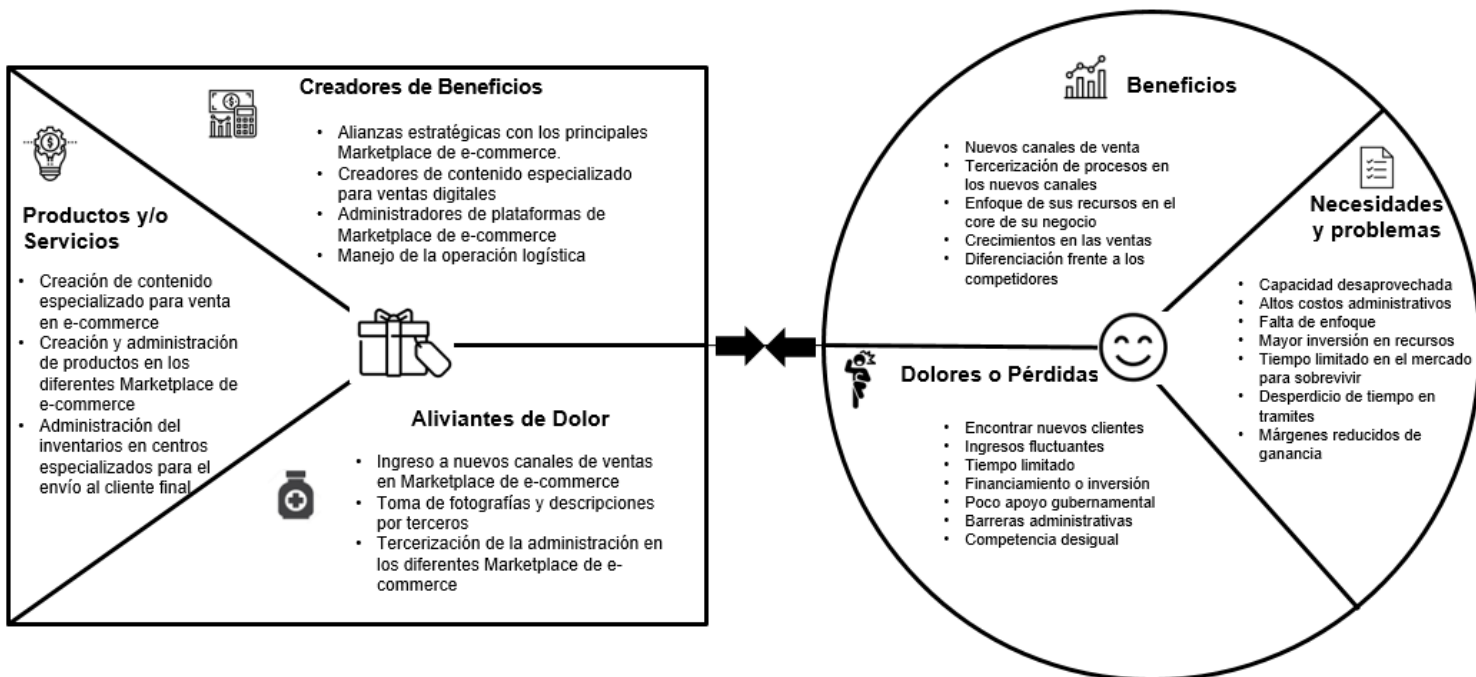 Creadores de Beneficios
• Alianzas estratégicas con los principales
Marketplace de e-commerce.
• Creadores de contenido especializado
para ventas digitales
• Administradores de plataformas de
Marketplace de e-commerce
• Manejo de la operación logística
Productos y/o
Servicios
• Creación de contenido
especializado para venta
en e-commerce
• Creación y administración
de productos en los
diferentes Marketplace de
e-commerce
• Administración del
inventarios en centros
especializados para el
envío al cliente final
Aliviantes de Dolor
• Ingreso a nuevos canales de ventas
en Marketplace de e-commerce
• Toma de fotografías y descripciones
por terceros
• Tercerización de la administración en
los diferentes Marketplace de e-
commerce
Beneficios
• Nuevos canales de venta
• Tercerización de procesos en
los nuevos canales
• Enfoque de sus recursos en el
core de su negocio
• Crecimientos en las ventas
• Diferenciación frente a los
competidores
Necesidades
y problemas
• Capacidad desaprovechada
• Altos costos administrativos
• Falta de enfoque
• Mayor inversión en recursos
• Tiempo limitado en el mercado
para sobrevivir
• Desperdicio de tiempo en
tramites
• Márgenes reducidos de
ganancia
Dolores o Pérdidas
• Encontrar nuevos clientes
• Ingresos fluctuantes
• Tiempo limitado
• Financiamiento o inversión
• Poco apoyo gubernamental
• Barreras administrativas
• Competencia desigual